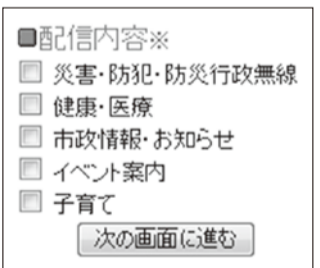 ■配信内容※
災害・防犯・防災行政無線
健康・医療
市政情報・お知らせ
イベント案内
子育て
次の画面に進む